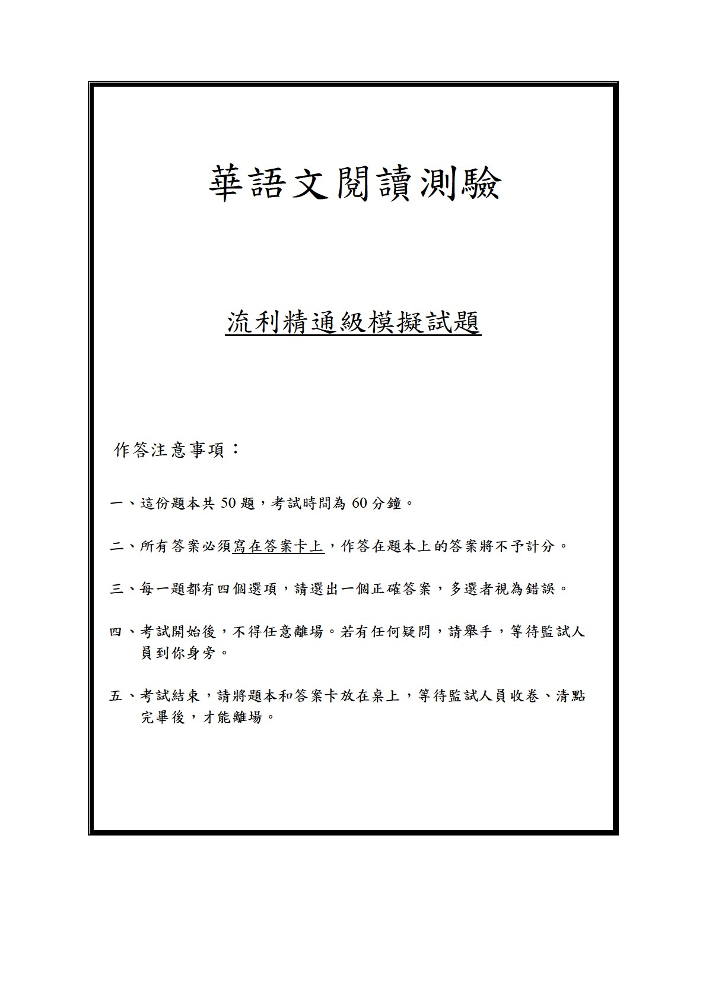 華語文閱讀測驗
流利精通級模擬試題
作答注意事項：
一、這份題本共 50 題，考試時間為 60 分鐘。
二、所有答案必須寫在答案卡上，作答在題本上的答案將不予計分。
三、每一題都有四個選項，請選出一個正確答案，多選者視為錯誤。
四、考試開始後，不得任意離場。若有任何疑問，請舉手，等待監試人
員到你身旁。
五、考試結束，請將題本和答案卡放在桌上，等待監試人員收卷、清點
完畢後，才能離場。